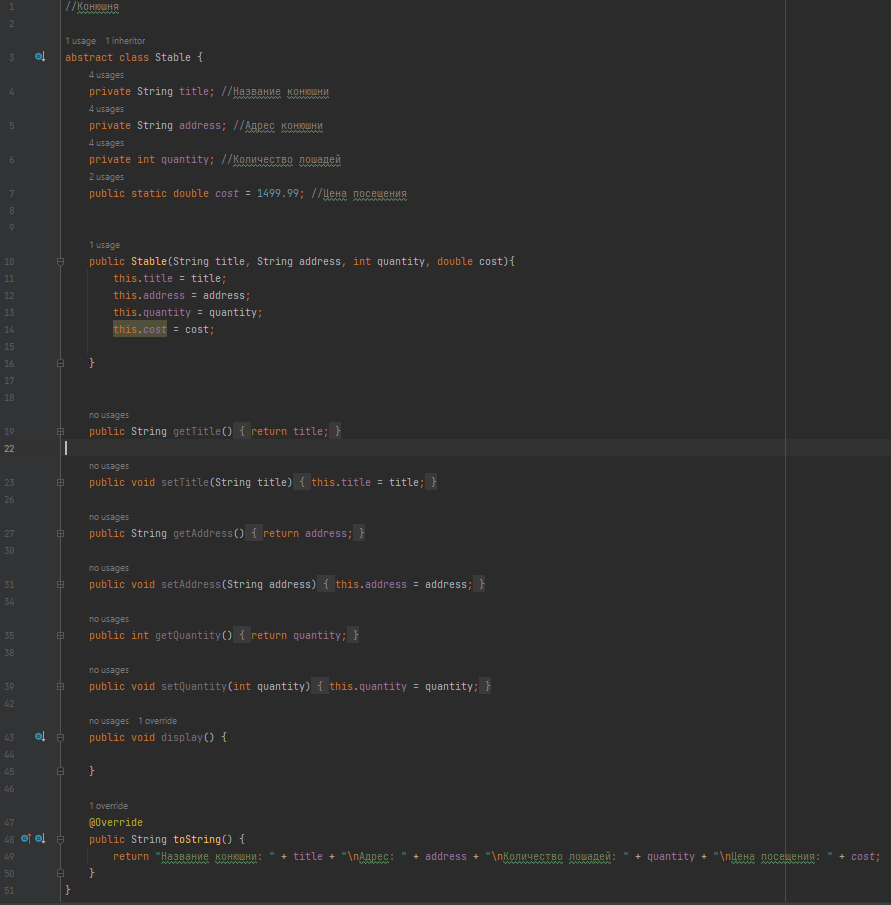 1 //Конюшня
2
1 usage 1 inheritor
3 abstract class Stable {
4 usages
4 private String title; //Название конюшни
4 usages
5 private String address; //Адрес конюшни
4 usages
6 private int quantity; //Количество лошадей
2 usages
7 public static double cost = 1499.99; //Цена посещения
8
9
1 usage
10 public Stable(String title, String address, int quantity, double cost){
11 this.title = title;
12 this.address = address;
13 this.quantity = quantity;
14 this.cost = cost;
15
16 }
17
18
no usages
19 public String getTitle() { return title; }
22
no usages
23 public void setTitle(String title) { this.title = title; }
26
no usages
27 public String getAddress() { return address; }
30
no usages
31 public void setAddress(String address) { this.address = address; }
34
no usages
35 public int getQuantity() { return quantity; }
38
no usages
39 public void setQuantity(int quantity) { this.quantity = quantity; }
42
no usages 1 override
43 public void display() {
44
45 }
46
1 override
47 @Override
48 public String toString() {
49 return "Название конюшни: " + title + "\nАдрес: " + address + "\nКоличество лошадей: " + quantity + "\nЦена посещения: " + cost;
50 }
51 }